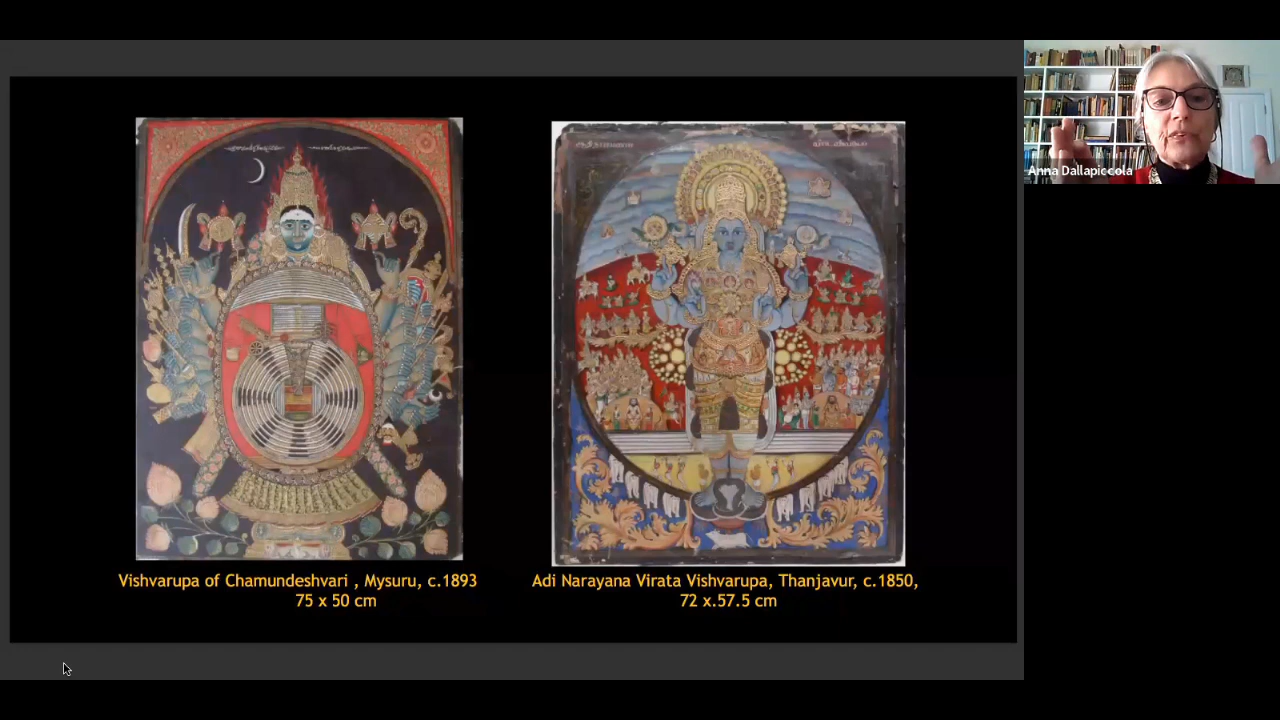 Vishvarupa of Chamundeshvari , Mysuru, c.1893
75 x 50 cm
Adi Narayana Virata Vishvarupa, Thanjavur, c.1850,
72 x.57.5 cm
Anna Dallapiccola